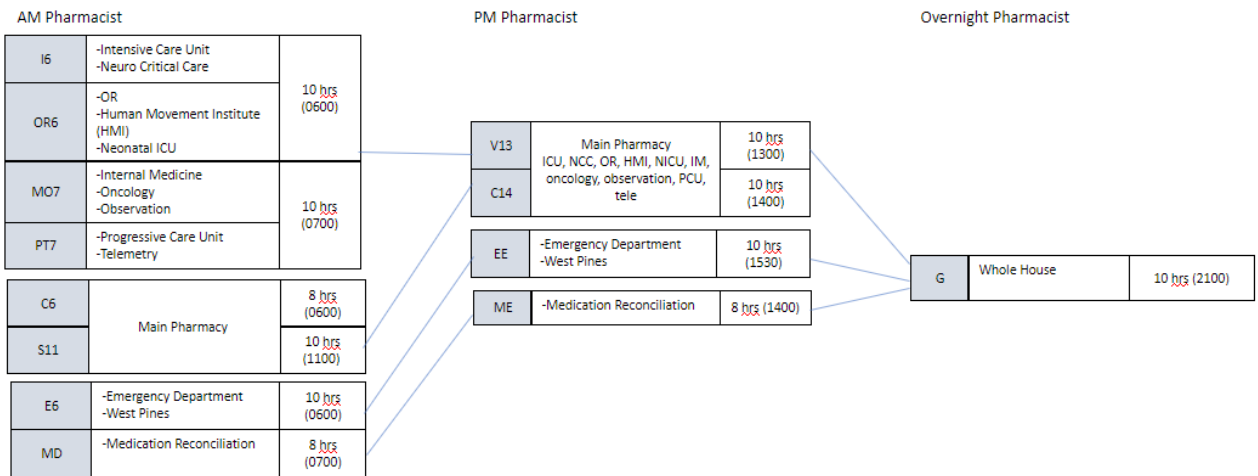 AM Pharmacist
I6
-Intensive Care Unit
-Neuro Critical Care
10 hrs
(0600)
OR6
-OR
-Human Movement Institute
(HMI)
-Neonatal ICU
MO7
-Internal Medicine
-Oncology
-Observation
10 hrs
(0700)
PT7
-Progressive Care Unit
-Telemetry
C6
Main Pharmacy
8 hrs
(0600)
S11
10 hrs
(1100)
E6
-Emergency Department
-West Pines
10 hrs
(0600)
MD
-Medication Reconciliation
8 hrs
(0700)
PM Pharmacist
V13
Main Pharmacy
ICU, NCC, OR, HMI, NICU, IM,
oncology, observation, PCU,
tele
10 hrs
(1300)
C14
10 hrs
(1400)
EE
-Emergency Department
-West Pines
10 hrs
(1530)
ME
-Medication Reconciliation
8 hrs (1400)
Overnight Pharmacist
G
Whole House
10 hrs (2100)